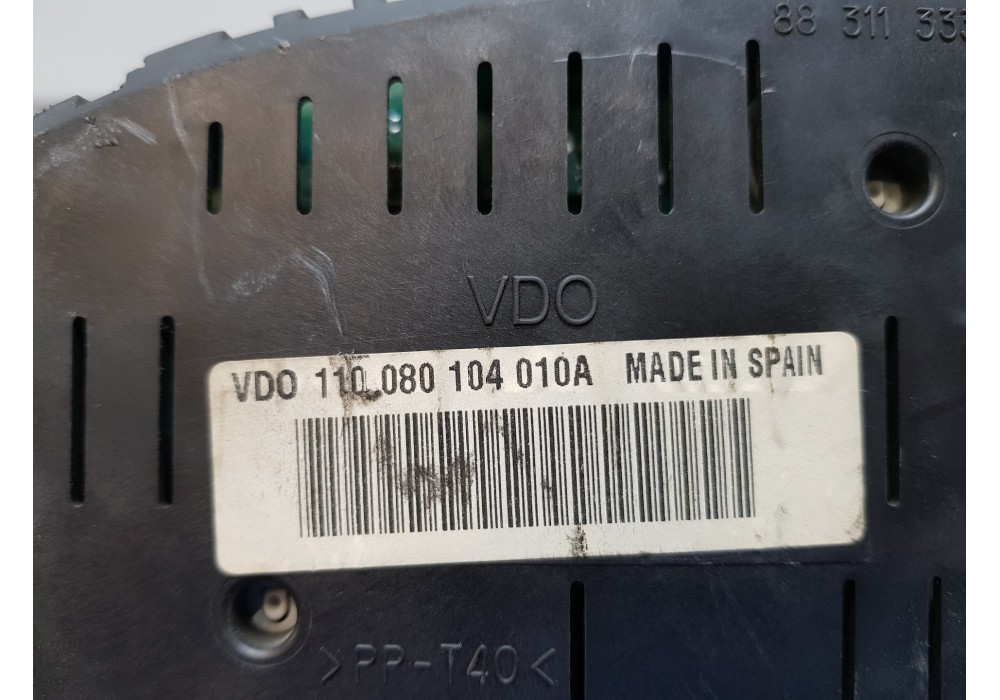 88 311 333
VDO
VDO 110.080 104 010A MADE IN SPAIN
>PP-T40<